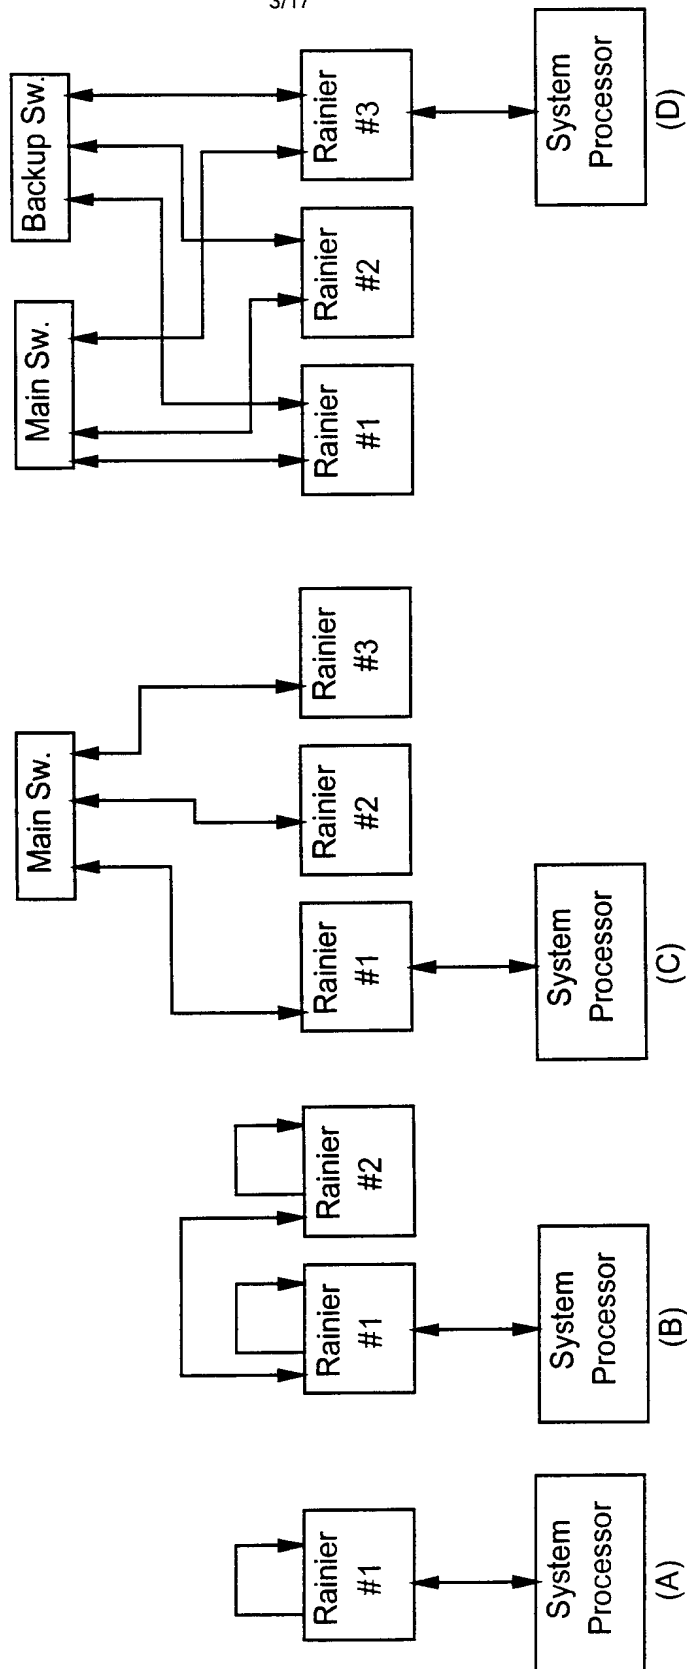 3/17
Rainier
#1
System
Processor
(A)
Rainier
#1
Rainier
#2
System
Processor
(B)
Main Sw.
Rainier
#1
Rainier
#2
Rainier
#3
System
Processor
(C)
Main Sw.
Backup Sw.
Rainier
#1
Rainier
#2
Rainier
#3
System
Processor
(D)